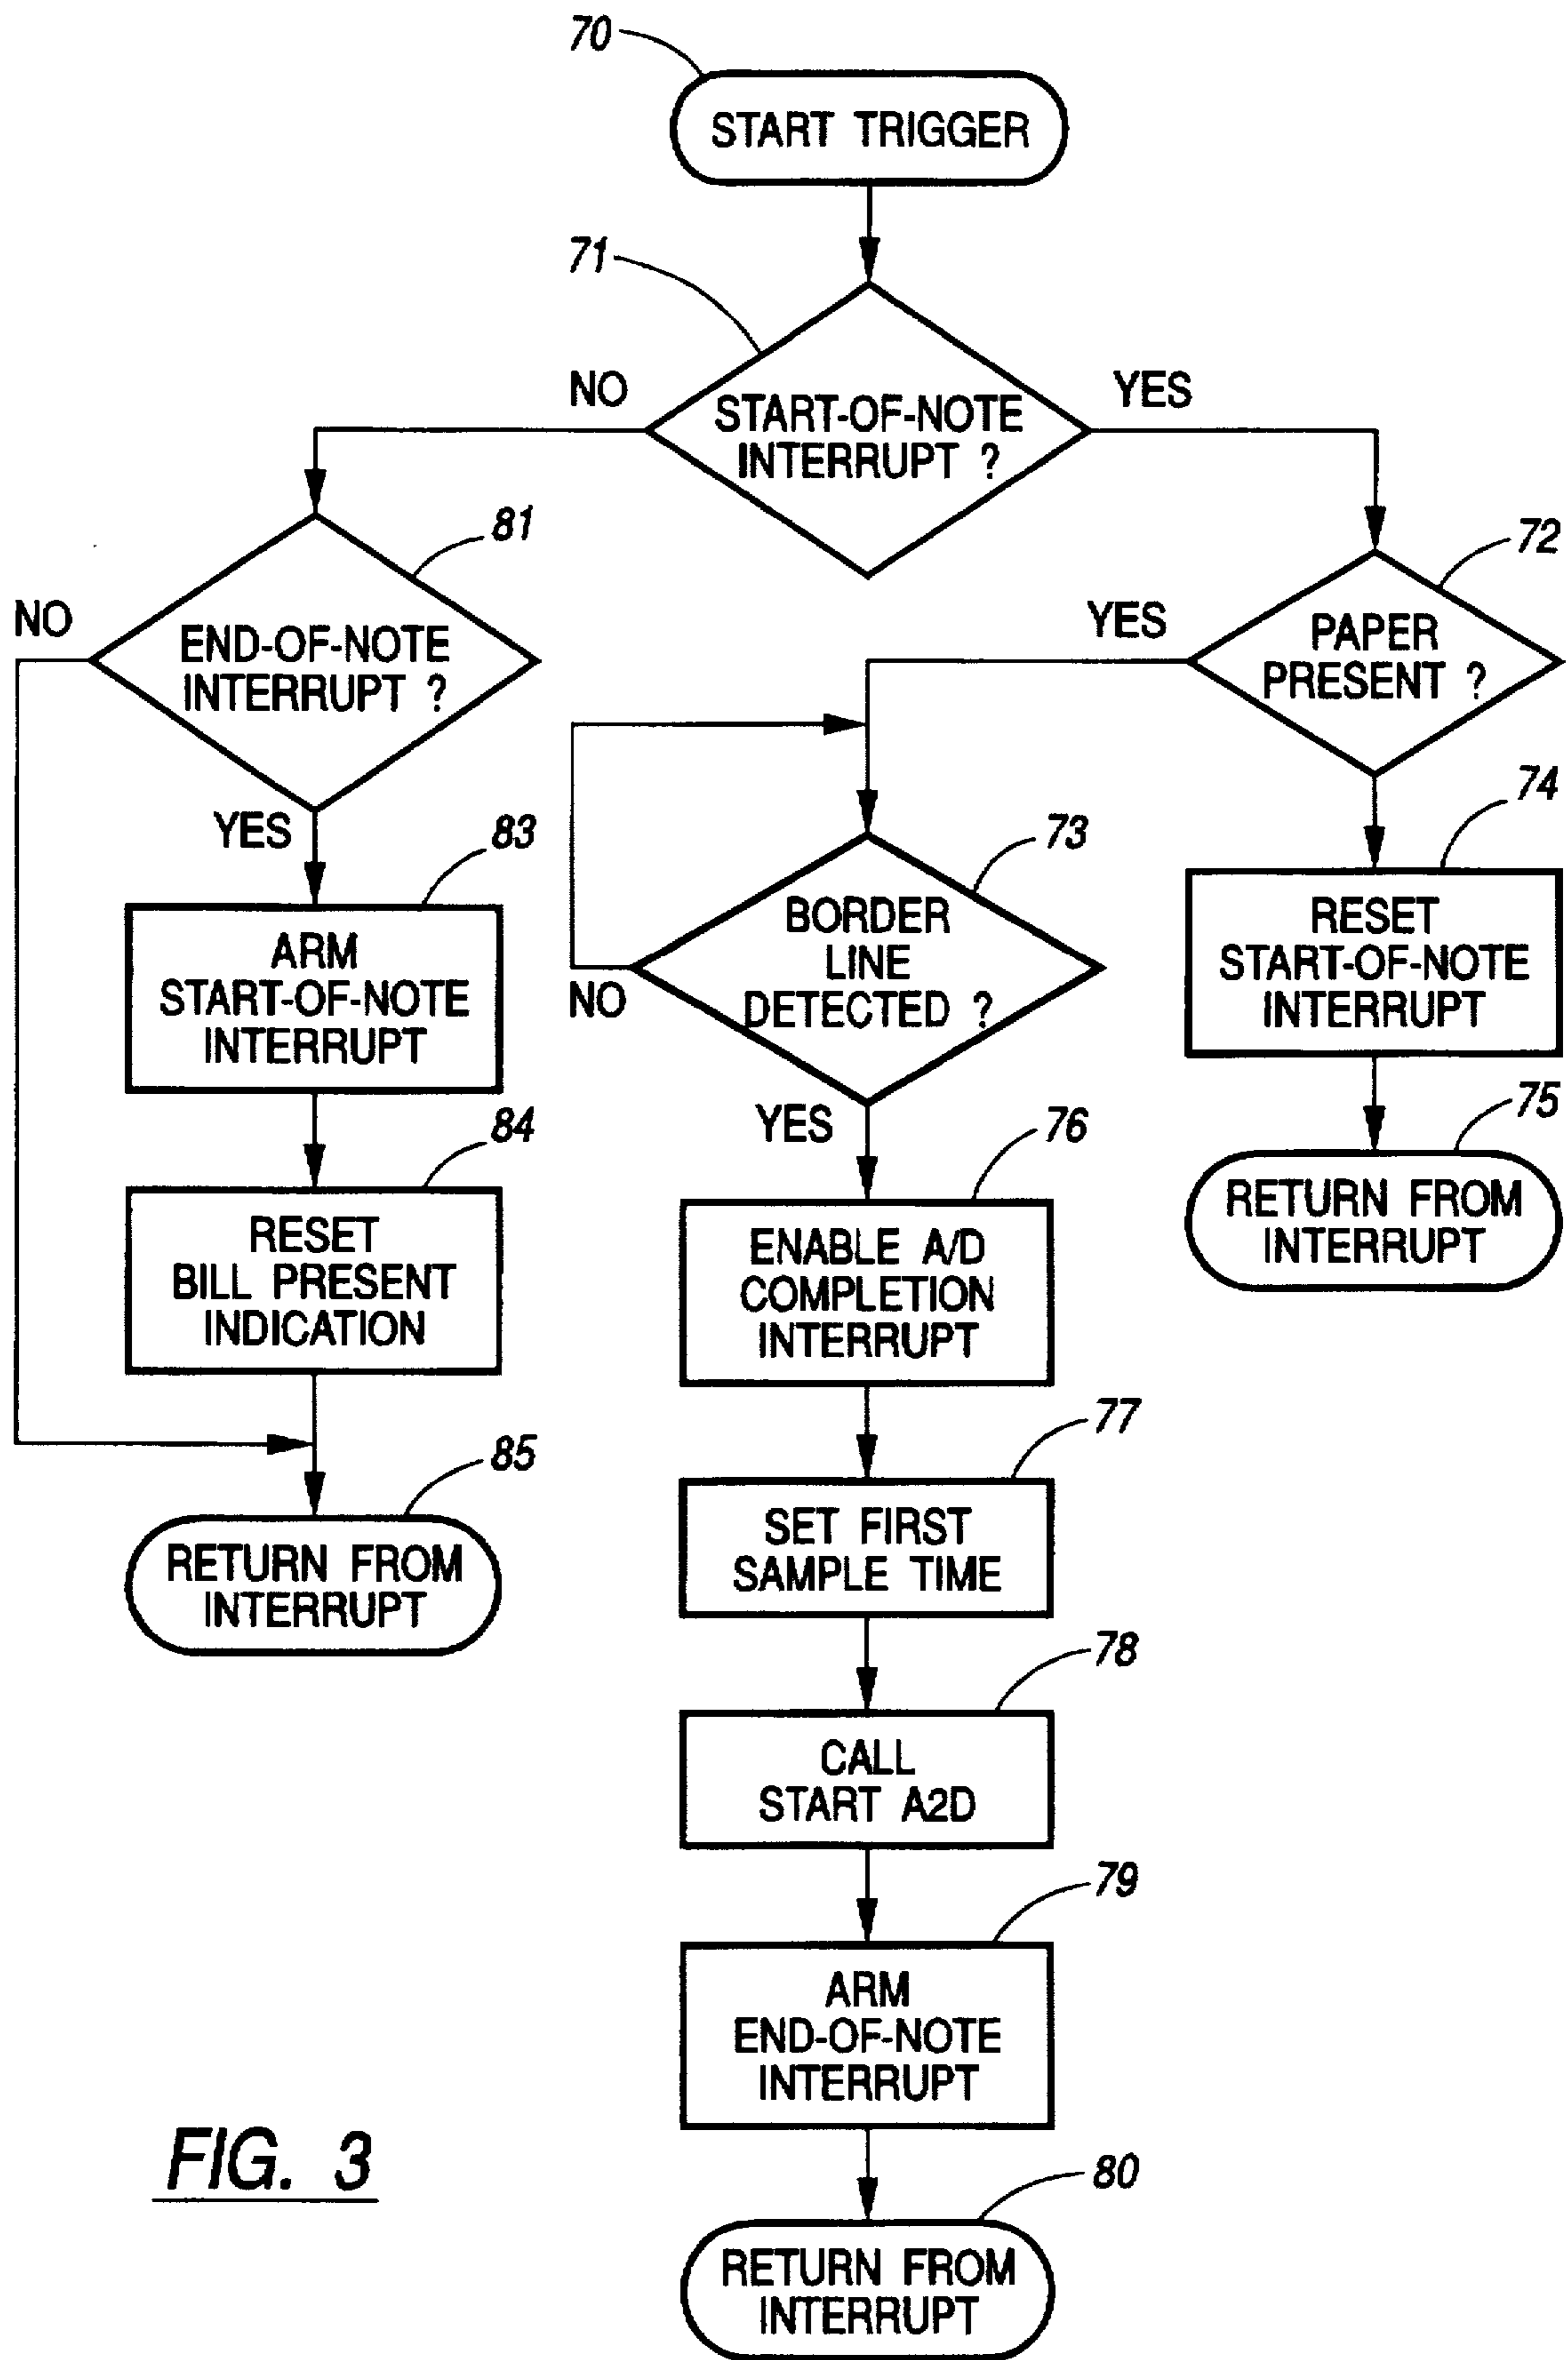 70
START TRIGGER
71
NO
YES
START-OF-NOTE
INTERRUPT ?
81
72
NO
END-OF-NOTE
INTERRUPT ?
YES
PAPER
PRESENT ?
YES
83
73
74
ARM
START-OF-NOTE
INTERRUPT
BORDER
LINE
DETECTED ?
NO
RESET
START-OF-NOTE
INTERRUPT
84
YES
76
75
RESET
BILL PRESENT
INDICATION
ENABLE A/D
COMPLETION
INTERRUPT
RETURN FROM
INTERRUPT
77
85
SET FIRST
SAMPLE TIME
RETURN FROM
INTERRUPT
78
CALL
START A2D
79
ARM
END-OF-NOTE
INTERRUPT
FIG. 3
80
RETURN FROM
INTERRUPT